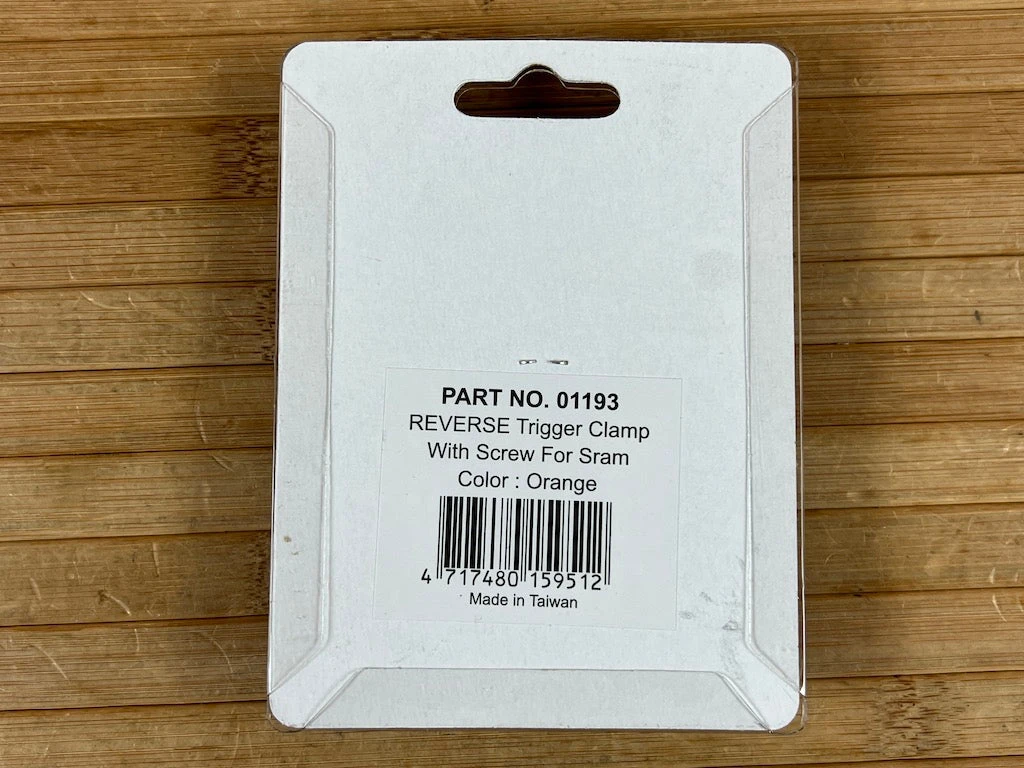 PART NO. 01193
REVERSE Trigger Clamp
With Screw For Sram
Color : Orange
4 717480 159512
Made in Taiwan